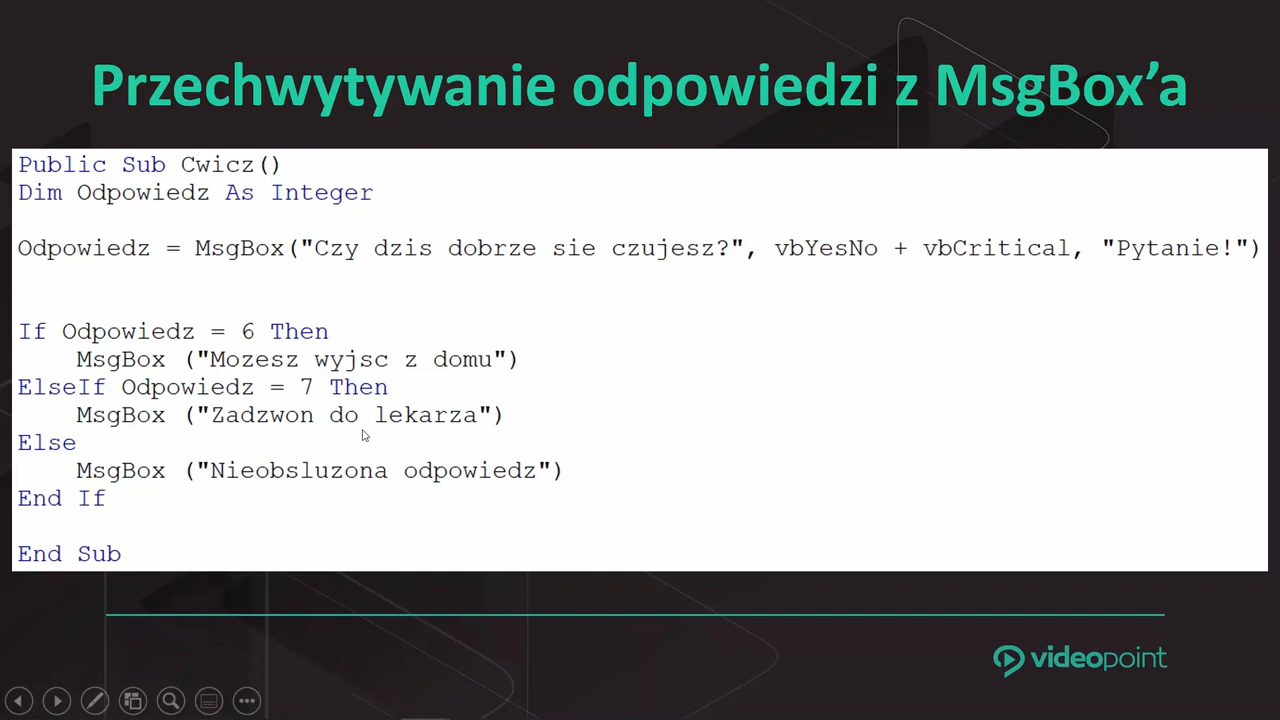 Przechwytywanie odpowiedzi z MsgBox’a
Public Sub Cwicz()
Dim Odpowiedz As Integer
Odpowiedz = MsgBox("Czy dzis dobrze sie czujesz?", vbYesNo + vbCritical, "Pytanie!")
If Odpowiedz = 6 Then
MsgBox ("Mozesz wyjsc z domu")
ElseIf Odpowiedz = 7 Then
MsgBox ("Zadzwon do lekarza")
Else
MsgBox ("Nieobsluzona odpowiedz")
End If
End Sub
videopoint